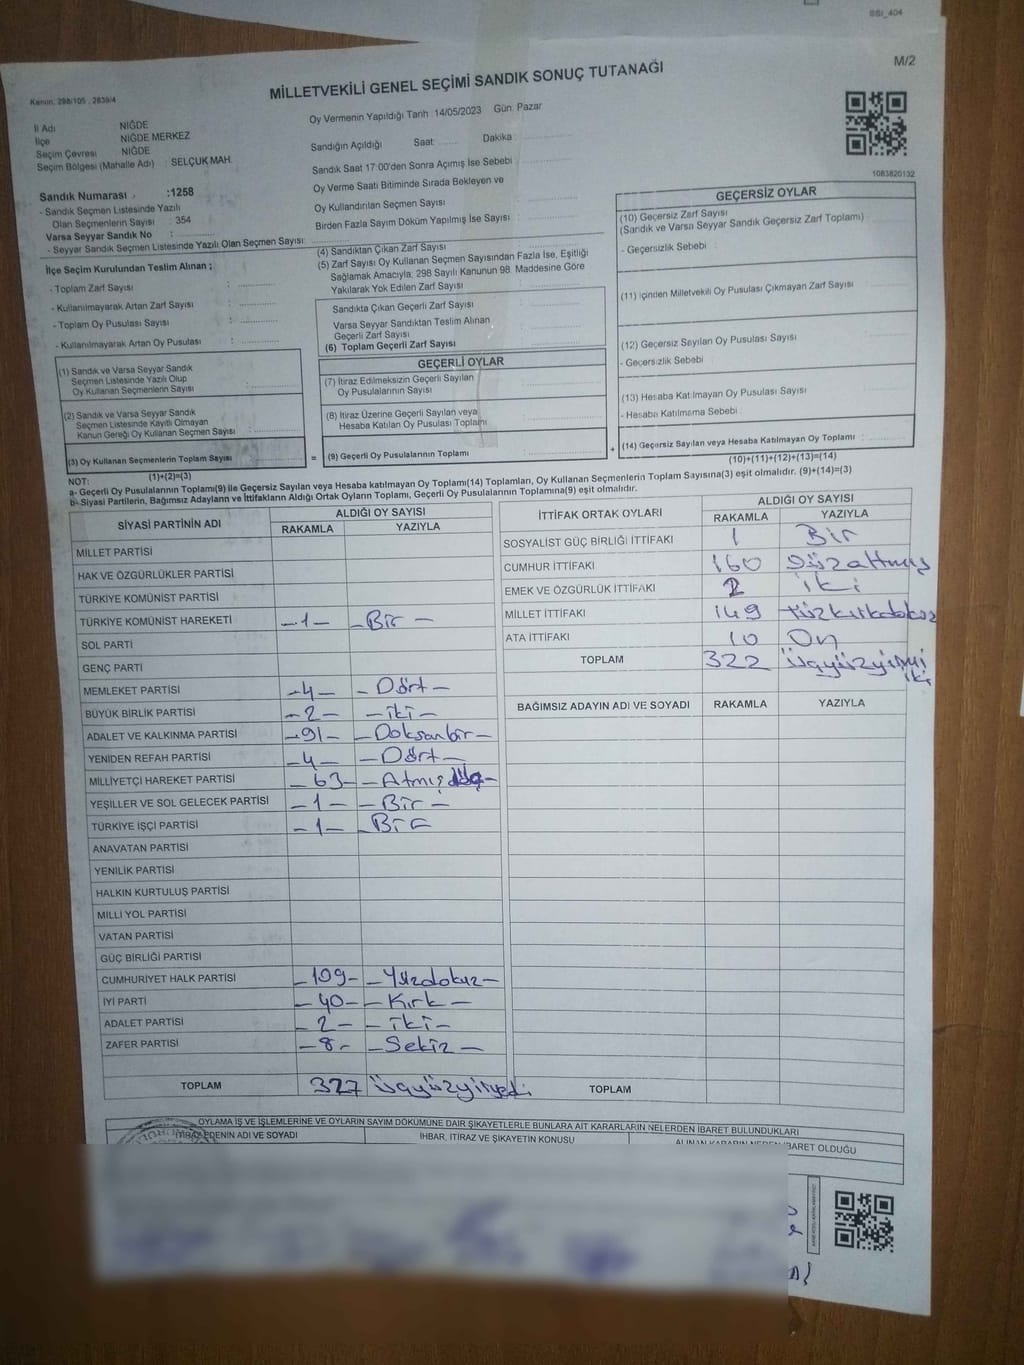 BSI_404
M/2
MİLLETVEKİLİ GENEL SEÇİMİ SANDIK SONUÇ TUTANAĞI
Kanun: 298/105 , 2839/4
İl Adı NİĞDE
İlçe NİĞDE MERKEZ
Seçim Çevresi NİĞDE
Seçim Bölgesi (Mahalle Adı) : SELÇUK MAH.
Oy Vermenin Yapıldığı Tarih :14/05/2023 Gün: Pazar
Sandığın Açıldığı Saat: Dakika:
Sandık Saat 17:00'den Sonra Açımış İse Sebebi
Oy Verme Saati Bitiminde Sırada Bekleyen ve
Oy Kullandırılan Seçmen Sayısı :
Birden Fazla Sayım Döküm Yapılmış İse Sayısı :
1083820132
Sandık Numarası :1258
- Sandık Seçmen Listesinde Yazılı
Olan Seçmenlerin Sayısı : 354
Varsa Seyyar Sandık No :
- Seyyar Sandık Seçmen Listesinde Yazılı Olan Seçmen Sayısı:
İlçe Seçim Kurulundan Teslim Alınan ;
- Toplam Zarf Sayısı :
- Kullanılmayarak Artan Zarf Sayısı :
- Toplam Oy Pusulası Sayısı :
- Kullanılmayarak Artan Oy Pusulası :
(4) Sandıktan Çıkan Zarf Sayısı
(5) Zarf Sayısı Oy Kullanan Seçmen Sayısından Fazla İse, Eşitliği
Sağlamak Amacıyla, 298 Sayılı Kanunun 98. Maddesine Göre
Yakılarak Yok Edilen Zarf Sayısı :
Sandıkta Çıkan Geçerli Zarf Sayısı
Varsa Seyyar Sandıktan Teslim Alınan
Geçerli Zarf Sayısı
(6) Toplam Geçerli Zarf Sayısı
GEÇERSİZ OYLAR
(10) Geçersiz Zarf Sayısı
(Sandık ve Varsa Seyyar Sandık Geçersiz Zarf Toplamı)
- Geçersizlik Sebebi :
(11) İçinden Milletvekili Oy Pusulası Çıkmayan Zarf Sayısı
(12) Geçersiz Sayılan Oy Pusulası Sayısı
- Geçersizlik Sebebi
(13) Hesaba Katılmayan Oy Pusulası Sayısı
- Hesaba Katılmama Sebebi
(14) Geçersiz Sayılan veya Hesaba Katılmayan Oy Toplamı :
(10)+(11)+(12)+(13)=(14)
(1) Sandık ve Varsa Seyyar Sandık
Seçmen Listesinde Yazılı Olup
Oy Kullanan Seçmenlerin Sayısı :
(2) Sandık ve Varsa Seyyar Sandık
Seçmen Listesinde Kayıtlı Olmayan
Kanun Gereği Oy Kullanan Seçmen Sayısı :
(3) Oy Kullanan Seçmenlerin Toplam Sayısı
(1)+(2)=(3)
GEÇERLİ OYLAR
(7) İtiraz Edilmeksizin Geçerli Sayılan
Oy Pusulalarının Sayısı :
(8) İtiraz Üzerine Geçerli Sayılan veya
Hesaba Katılan Oy Pusulası Toplamı
= (9) Geçerli Oy Pusulalarının Toplamı : +
NOT:
a- Geçerli Oy Pusulalarının Toplamı(9) ile Geçersiz Sayılan veya Hesaba katılmayan Oy Toplamı(14) Toplamları, Oy Kullanan Seçmenlerin Toplam Sayısına(3) eşit olmalıdır. (9)+(14)=(3)
b- Siyasi Partilerin, Bağımsız Adayların ve İttifakların Aldığı Ortak Oyların Toplamı, Geçerli Oy Pusulalarının Toplamına(9) eşit olmalıdır.
SİYASİ PARTİNİN ADI ALDIĞI OY SAYISI
RAKAMLA YAZIYLA
MİLLET PARTİSİ
HAK VE ÖZGÜRLÜKLER PARTİSİ
TÜRKİYE KOMÜNİST PARTİSİ
TÜRKİYE KOMÜNİST HAREKETİ -1- -Bir-
SOL PARTİ
GENÇ PARTİ
MEMLEKET PARTİSİ -4- -Dört-
BÜYÜK BİRLİK PARTİSİ -2- -iki-
ADALET VE KALKINMA PARTİSİ -91- -Doksanbir-
YENİDEN REFAH PARTİSİ -4- -Dört-
MİLLİYETÇİ HAREKET PARTİSİ -63- -Atmış
YEŞİLLER VE SOL GELECEK PARTİSİ -1- -Bir-
TÜRKİYE İŞÇİ PARTİSİ -1- -Bir
ANAVATAN PARTİSİ
YENİLİK PARTİSİ
HALKIN KURTULUŞ PARTİSİ
MİLLİ YOL PARTİSİ
VATAN PARTİSİ
GÜÇ BİRLİĞİ PARTİSİ
CUMHURİYET HALK PARTİSİ -109- -Yüzdokuz-
İYİ PARTİ -40- -Kırk-
ADALET PARTİSİ -2- -iki-
ZAFER PARTİSİ -8- -Sekiz-
TOPLAM 327 üçyüzyiyedi
İTTİFAK ORTAK OYLARI ALDIĞI OY SAYISI
RAKAMLA YAZIYLA
SOSYALİST GÜÇ BİRLİĞİ İTTİFAKI 1 Bir
CUMHUR İTTİFAKI 160 yüzaltmış
EMEK VE ÖZGÜRLÜK İTTİFAKI 2 iki
MİLLET İTTİFAKI 149 yüzkırkdokuz
ATA İTTİFAKI 10 On
TOPLAM 322 üçyüzyirmi
iki
BAĞIMSIZ ADAYIN ADI VE SOYADI RAKAMLA YAZIYLA
TOPLAM
OYLAMA İŞ VE İŞLEMLERİNE VE OYLARIN SAYIM DÖKÜMÜNE DAİR ŞİKAYETLERLE BUNLARA AİT KARARLARIN NELERDEN İBARET BULUNDUKLARI
EDENİN ADI VE SOYADI İHBAR, İTİRAZ VE ŞİKAYETİN KONUSU ALINAN KARARIN NEDEN İBARET OLDUĞU